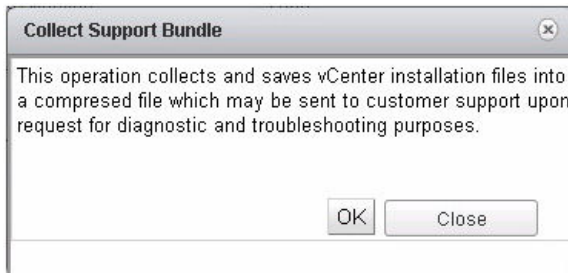 Collect Support Bundle
This operation collects and saves vCenter installation files into
a compresed file which may be sent to customer support upon
request for diagnostic and troubleshooting purposes.
OK
Close